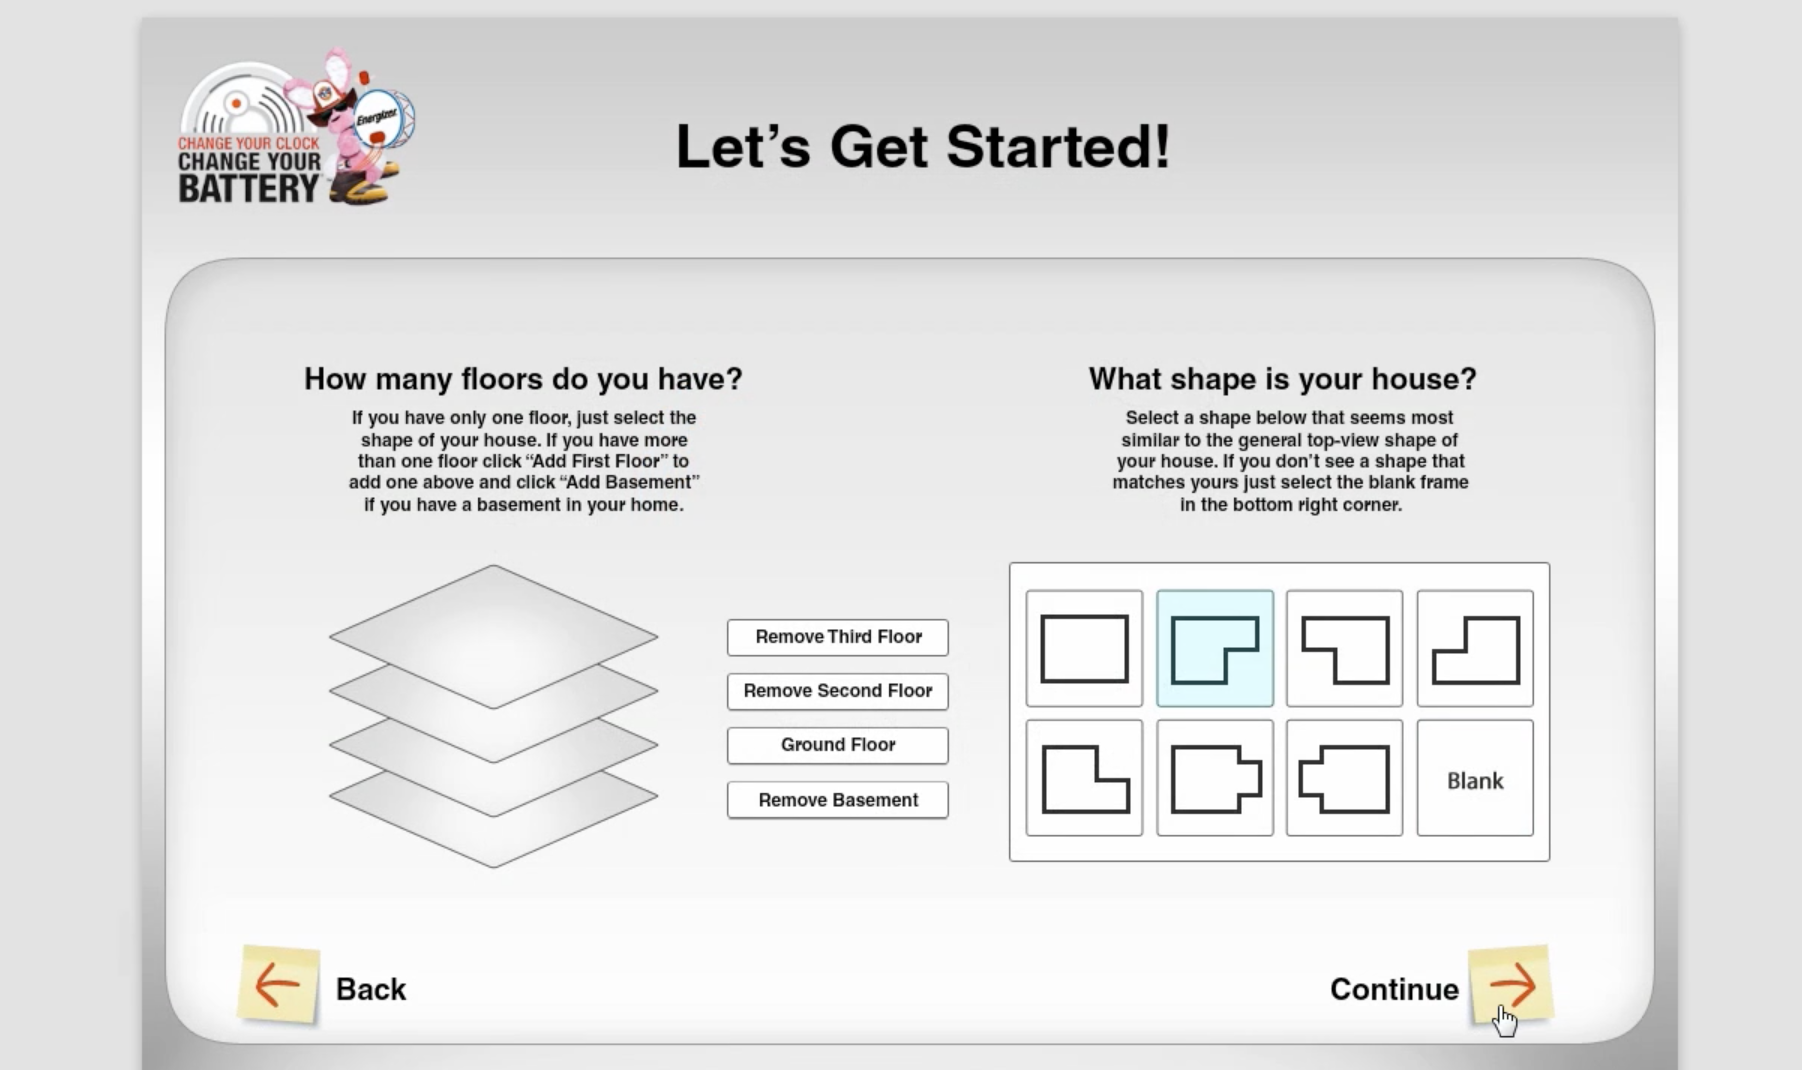 CHANGE YOUR CLOCK
CHANGE YOUR
BATTERY
Energizer
Let's Get Started!
How many floors do you have?
If you have only one floor, just select the
shape of your house. If you have more
than one floor click “Add First Floor” to
add one above and click “Add Basement”
if you have a basement in your home.
What shape is your house?
Select a shape below that seems most
similar to the general top-view shape of
your house. If you don’t see a shape that
matches yours just select the blank frame
in the bottom right corner.
Remove Third Floor
Remove Second Floor
Ground Floor
Remove Basement
Blank
Back
Continue